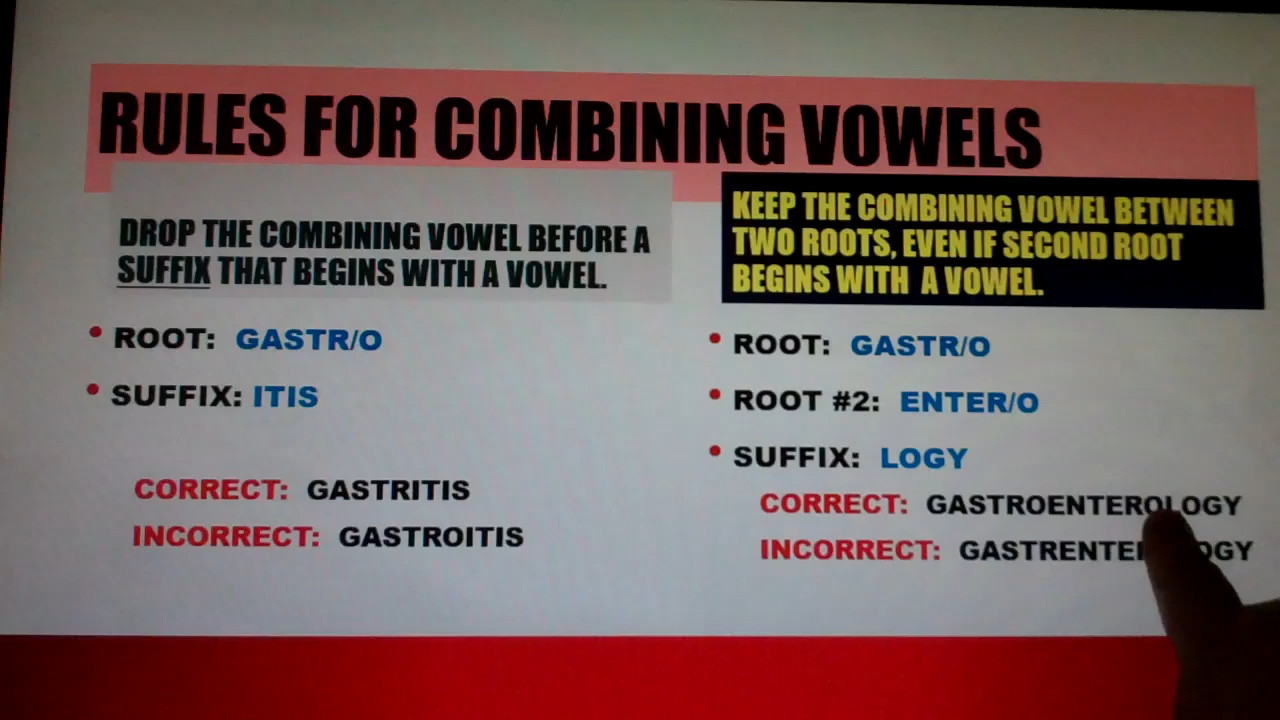 RULES FOR COMBINING VOWELS
DROP THE COMBINING VOWEL BEFORE A
SUFFIX THAT BEGINS WITH A VOWEL.
• ROOT: GASTR/O
• SUFFIX: ITIS
CORRECT: GASTRITIS
INCORRECT: GASTROITIS
KEEP THE COMBINING VOWEL BETWEEN
TWO ROOTS, EVEN IF SECOND ROOT
BEGINS WITH A VOWEL.
• ROOT: GASTR/O
• ROOT #2: ENTER/O
• SUFFIX: LOGY
CORRECT: GASTROENTEROLOGY
INCORRECT: